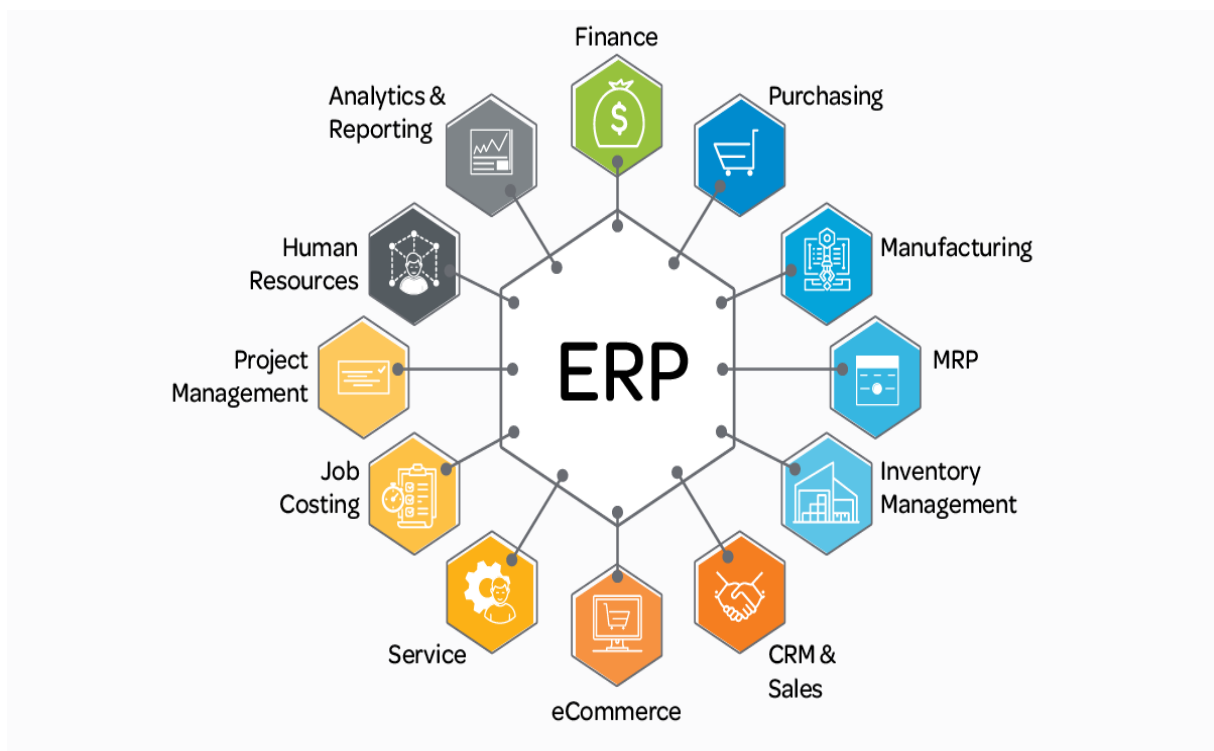 Finance
Purchasing
Manufacturing
MRP
Inventory
Management
CRM &
Sales
eCommerce
Service
Job
Costing
Project
Management
Human
Resources
Analytics &
Reporting
ERP
$